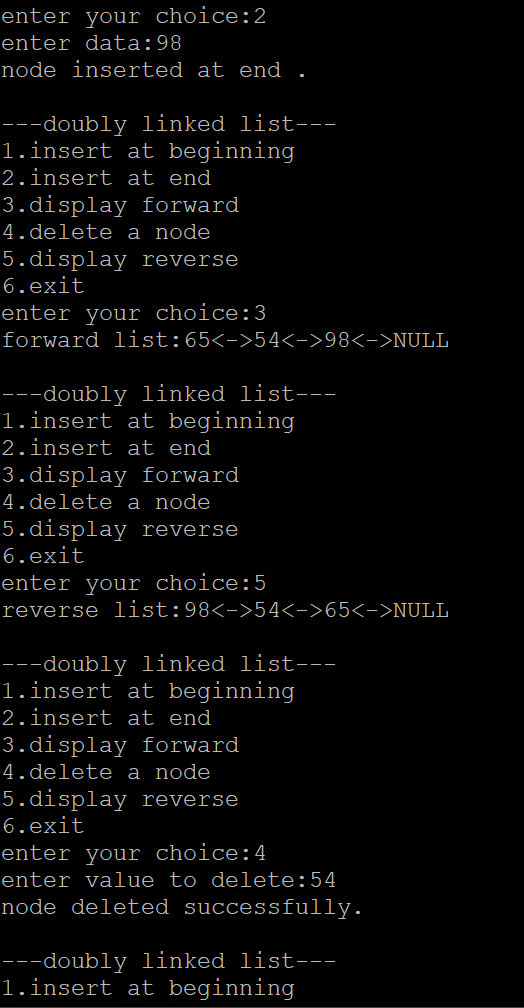 enter your choice:2
enter data:98
node inserted at end .

---doubly linked list---
1.insert at beginning
2.insert at end
3.display forward
4.delete a node
5.display reverse
6.exit
enter your choice:3
forward list:65<->54<->98<->NULL

---doubly linked list---
1.insert at beginning
2.insert at end
3.display forward
4.delete a node
5.display reverse
6.exit
enter your choice:5
reverse list:98<->54<->65<->NULL

---doubly linked list---
1.insert at beginning
2.insert at end
3.display forward
4.delete a node
5.display reverse
6.exit
enter your choice:4
enter value to delete:54
node deleted successfully.

---doubly linked list---
1.insert at beginning